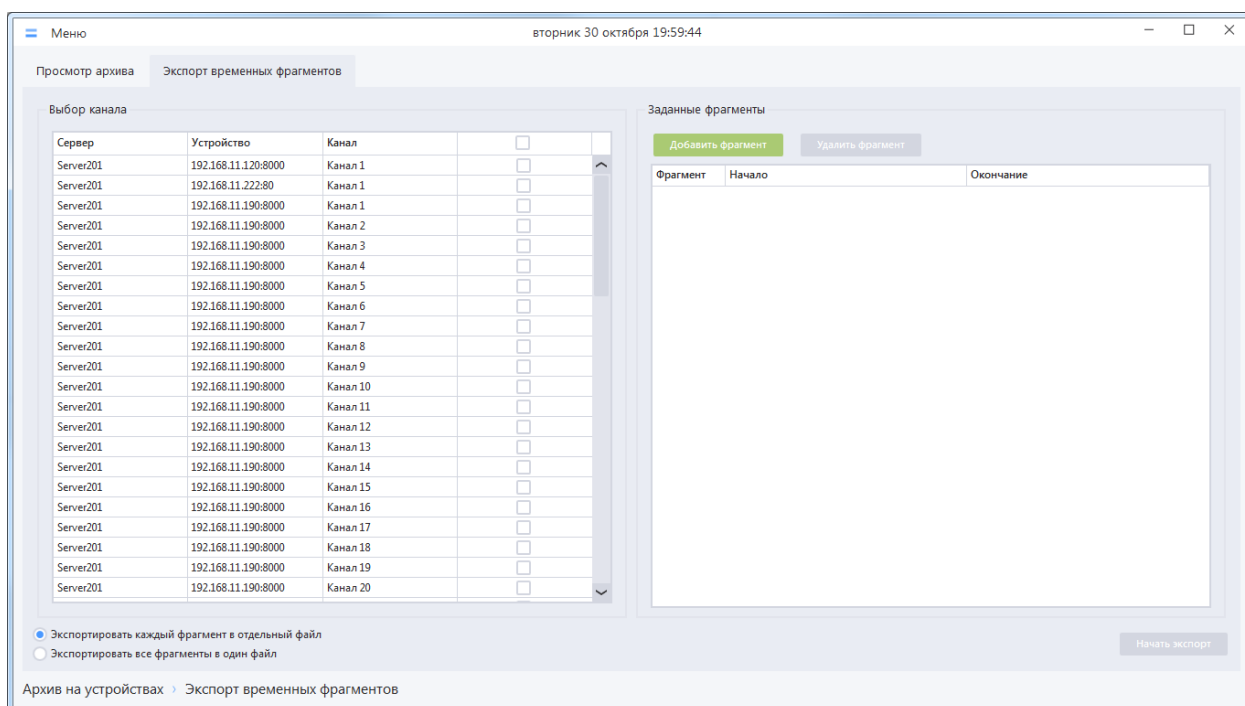 Меню
вторник 30 октября 19:59:44
Просмотр архива Экспорт временных фрагментов
Выбор канала
Сервер Устройство Канал
Server201 192.168.11.120:8000 Канал 1
Server201 192.168.11.222:80 Канал 1
Server201 192.168.11.190:8000 Канал 1
Server201 192.168.11.190:8000 Канал 2
Server201 192.168.11.190:8000 Канал 3
Server201 192.168.11.190:8000 Канал 4
Server201 192.168.11.190:8000 Канал 5
Server201 192.168.11.190:8000 Канал 6
Server201 192.168.11.190:8000 Канал 7
Server201 192.168.11.190:8000 Канал 8
Server201 192.168.11.190:8000 Канал 9
Server201 192.168.11.190:8000 Канал 10
Server201 192.168.11.190:8000 Канал 11
Server201 192.168.11.190:8000 Канал 12
Server201 192.168.11.190:8000 Канал 13
Server201 192.168.11.190:8000 Канал 14
Server201 192.168.11.190:8000 Канал 15
Server201 192.168.11.190:8000 Канал 16
Server201 192.168.11.190:8000 Канал 17
Server201 192.168.11.190:8000 Канал 18
Server201 192.168.11.190:8000 Канал 19
Server201 192.168.11.190:8000 Канал 20
Заданные фрагменты
Добавить фрагмент Удалить фрагмент
Фрагмент Начало Окончание
Экспортировать каждый фрагмент в отдельный файл
Экспортировать все фрагменты в один файл
Начать экспорт
Архив на устройствах › Экспорт временных фрагментов